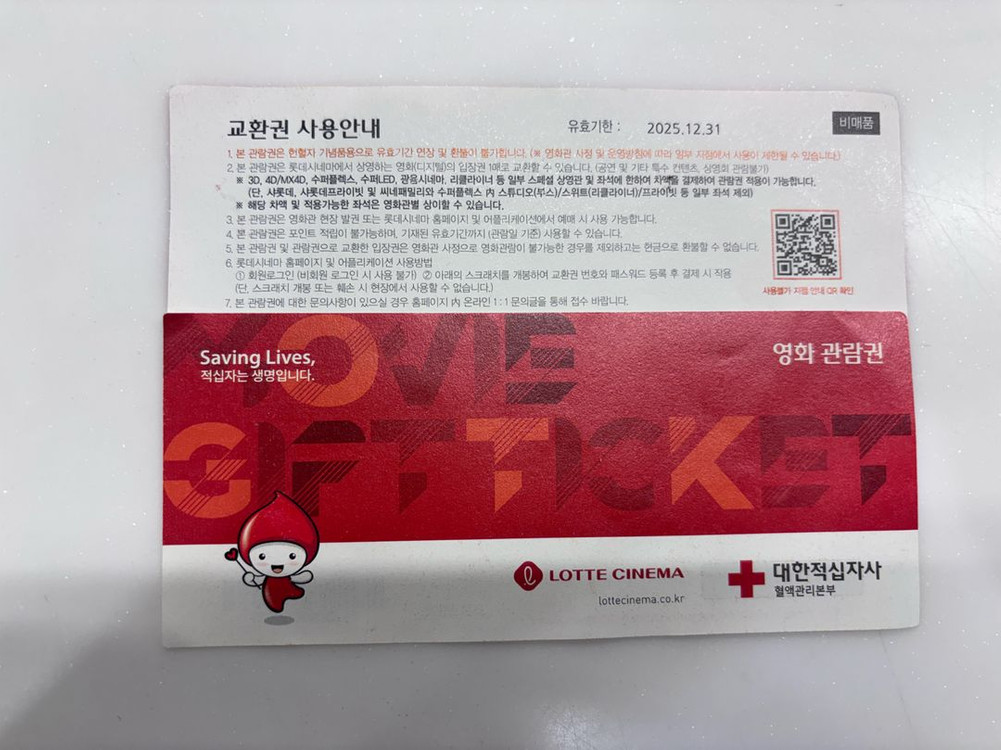 교환권 사용안내
유효기한 : 2025.12.31
비매품
1. 본 관람권은 헌혈자 기념품용으로 유효기간 연장 및 환불이 불가합니다. (※ 영화관 사정 및 운영방침에 따라 일부 지점에서 사용이 제한될 수 있습니다.)
2. 본 관람권은 롯데시네마에서 상영하는 영화(디지털)의 입장권 1매로 교환할 수 있습니다. (공연 및 기타 특수 컨텐츠, 상영회 관람불가)
※ 3D, 4D/MX4D, 수퍼플렉스, 수퍼LED, 광음시네마, 리클라이너 등 일부 스페셜 상영관 및 좌석에 한하여 차액을 결제하여 관람권 적용이 가능합니다.
(단, 샤롯데, 샤롯데프라이빗 및 씨네패밀리와 수퍼플렉스 內 스튜디오(부스)/스위트(리클라이너)/프라이빗 등 일부 좌석 제외)
※ 해당 차액 및 적용가능한 좌석은 영화관별 상이할 수 있습니다.
3. 본 관람권은 영화관 현장 발권 또는 롯데시네마 홈페이지 및 어플리케이션에서 예매 시 사용 가능합니다.
4. 본 관람권은 포인트 적립이 불가능하며, 기재된 유효기간까지 (관람일 기준) 사용할 수 있습니다.
5. 본 관람권 및 관람권으로 교환한 입장권은 영화관 사정으로 영화관람이 불가능한 경우를 제외하고는 현금으로 환불할 수 없습니다.
6. 롯데시네마 홈페이지 및 어플리케이션 사용방법
① 회원로그인 (비회원 로그인 시 사용 불가) ② 아래의 스크래치를 개봉하여 교환권 번호와 패스워드 등록 후 결제 시 적용
(단, 스크래치 개봉 또는 훼손 시 현장에서 사용할 수 없습니다.)
7. 본 관람권에 대한 문의사항이 있으실 경우 홈페이지 內 온라인 1 : 1 문의글을 통해 접수 바랍니다.
사용불가 지점 안내 QR 확인
Saving Lives,
적십자는 생명입니다.
영화 관람권
MOVIE
GIFT TICKET
LOTTE CINEMA
lottecinema.co.kr
대한적십자사
혈액관리본부